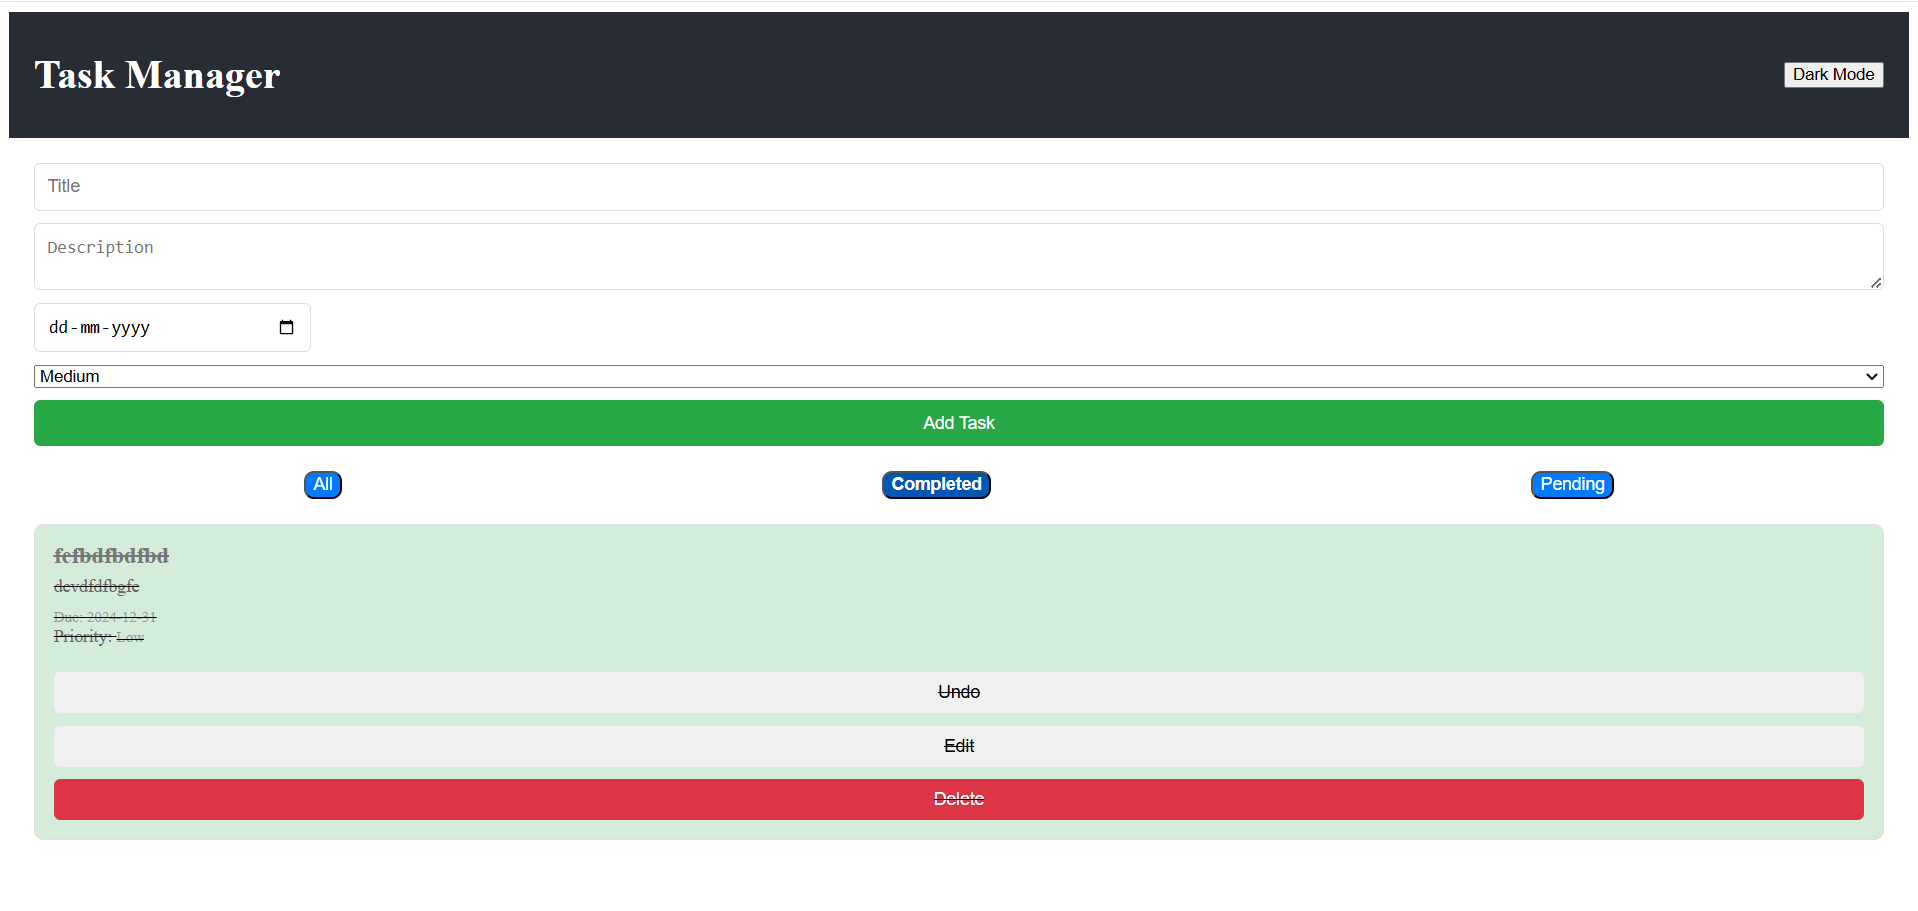 Task Manager
Dark Mode
Title
Description
dd-mm-yyyy
Medium
Add Task
All
Completed
Pending
fefbdfbdfbd
devdfdfbgfe
Due: 2024-12-31
Priority: Low
Undo
Edit
Delete